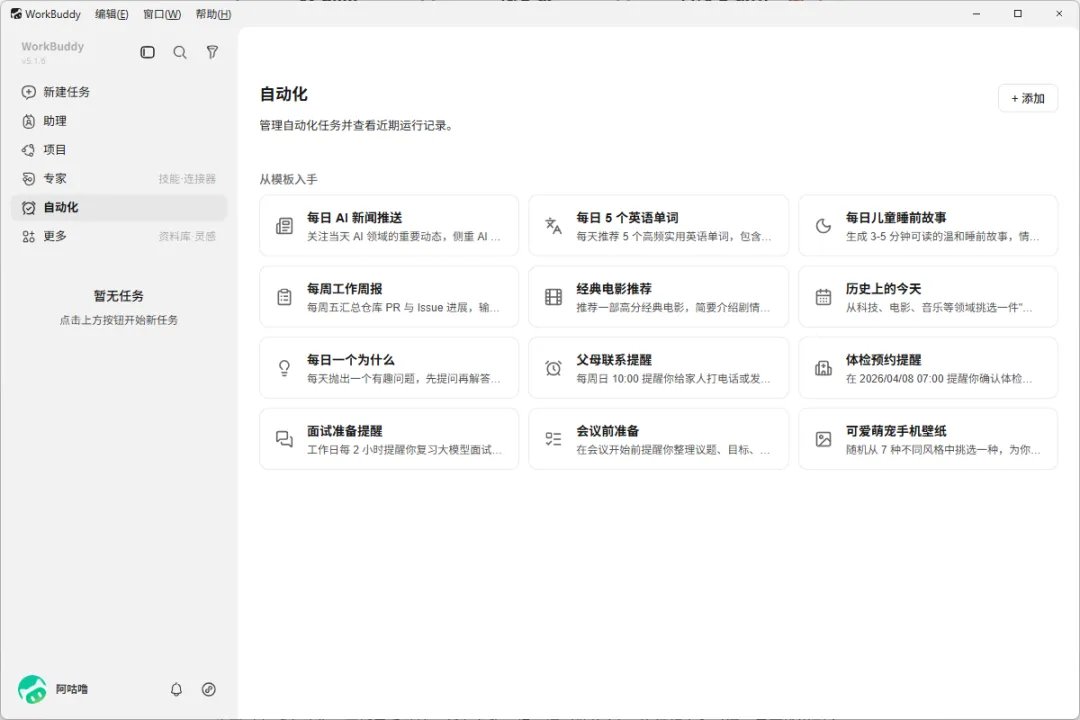 WorkBuddy 编辑(E) 窗口(W) 帮助(H)
WorkBuddy
v5.1.6
新建任务
助理
项目
专家 技能·连接器
自动化
更多 资料库·灵感
暂无任务
点击上方按钮开始新任务
阿咕噜
自动化
+ 添加
管理自动化任务并查看近期运行记录。
从模板入手
每日 AI 新闻推送
关注当天 AI 领域的重要动态，侧重 AI ...
每日 5 个英语单词
每天推荐 5 个高频实用英语单词，包含...
每日儿童睡前故事
生成 3-5 分钟可读的温和睡前故事，情...
每周工作周报
每周五汇总仓库 PR 与 Issue 进展，输...
经典电影推荐
推荐一部高分经典电影，简要介绍剧情...
历史上的今天
从科技、电影、音乐等领域挑选一件"...
每日一个为什么
每天抛出一个有趣问题，先提问再解答...
父母联系提醒
每周日 10:00 提醒你给家人打电话或发...
体检预约提醒
在 2026/04/08 07:00 提醒你确认体检...
面试准备提醒
工作日每 2 小时提醒你复习大模型面试...
会议前准备
在会议开始前提醒你整理议题、目标、...
可爱萌宠手机壁纸
随机从 7 种不同风格中挑选一种，为你...